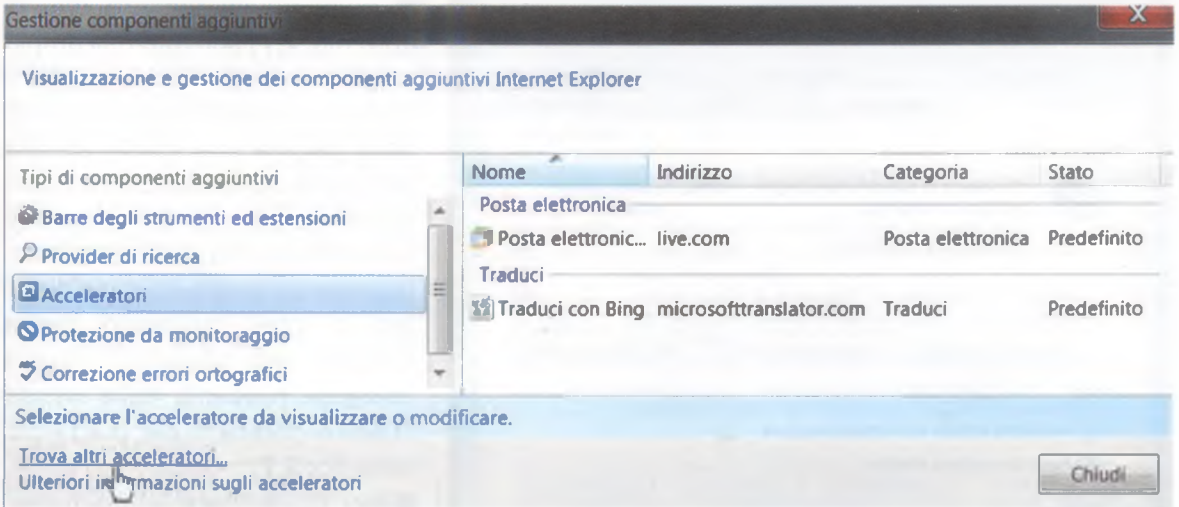 Gestione componenti aggiuntivi
Visualizzazione e gestione dei componenti aggiuntivi Internet Explorer
Tipi di componenti aggiuntivi
Barre degli strumenti ed estensioni
Provider di ricerca
Acceleratori
Protezione da monitoraggio
Correzione errori ortografici
Nome Indirizzo Categoria Stato
Posta elettronica
Posta elettronic... live.com Posta elettronica Predefinito
Traduci
Traduci con Bing microsofttranslator.com Traduci Predefinito
Selezionare l'acceleratore da visualizzare o modificare.
Trova altri acceleratori...
Ulteriori informazioni sugli acceleratori
Chiudi